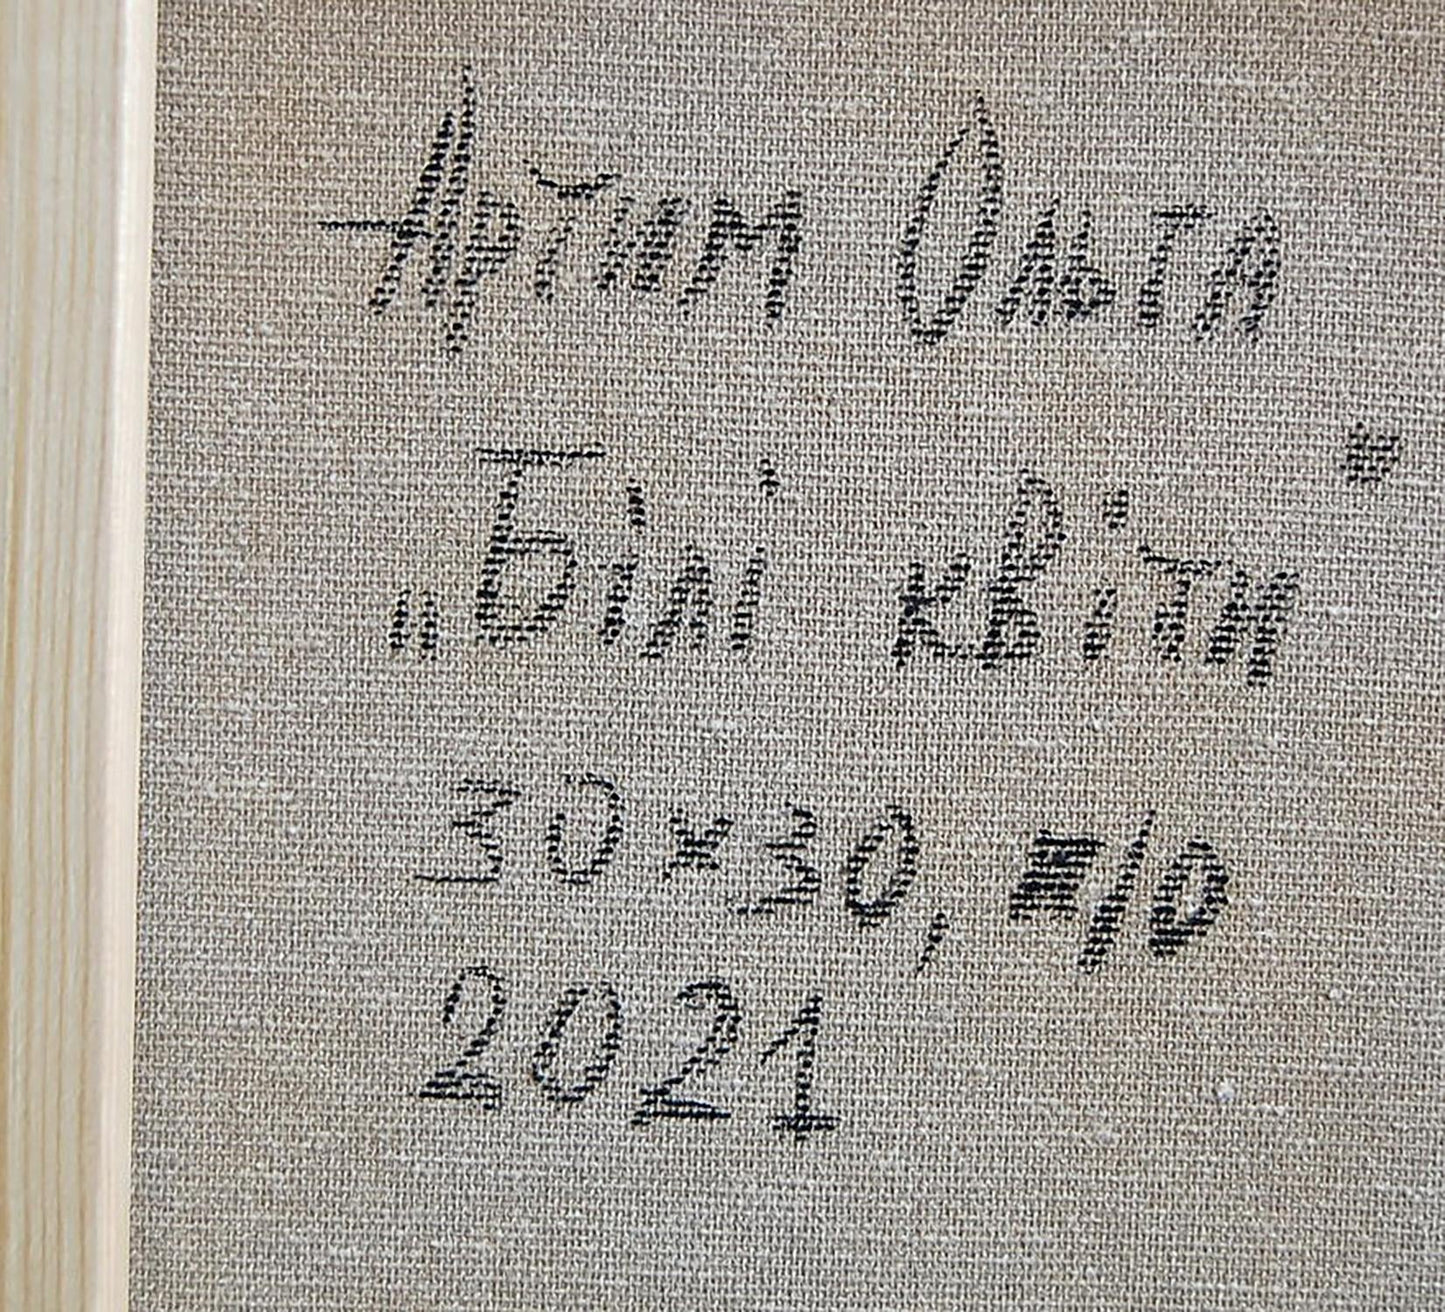 Артим Ольга
„Білі квіти"
30×30, п/о
2021